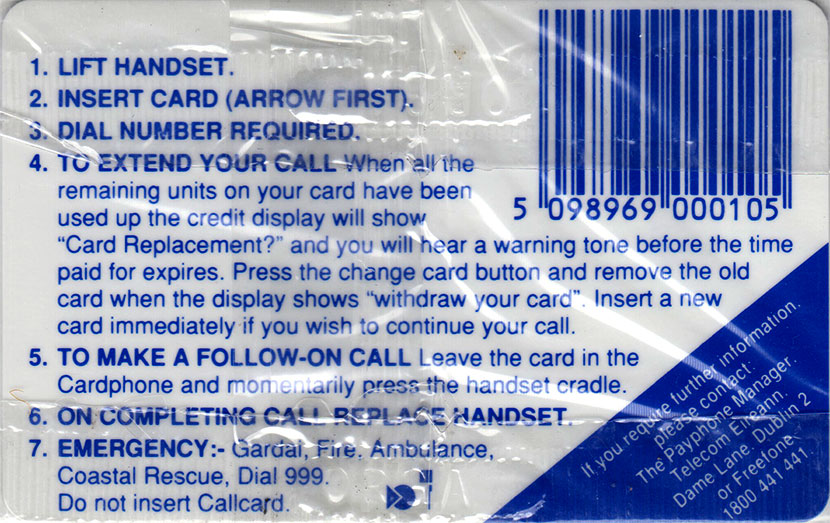 1. LIFT HANDSET.
2. INSERT CARD (ARROW FIRST).
3. DIAL NUMBER REQUIRED.
4. TO EXTEND YOUR CALL When all the
remaining units on your card have been
used up the credit display will show
"Card Replacement?" and you will hear a warning tone before the time
paid for expires. Press the change card button and remove the old
card when the display shows "withdraw your card". Insert a new
card immediately if you wish to continue your call.
5. TO MAKE A FOLLOW-ON CALL Leave the card in the
Cardphone and momentarily press the handset cradle.
6. ON COMPLETING CALL REPLACE HANDSET.
7. EMERGENCY:- Gardaí, Fire, Ambulance,
Coastal Rescue, Dial 999.
Do not insert Callcard.
5 098969 000105
If you require further information.
please contact:
The Payphone Manager.
Telecom Eireann.
Dame Lane. Dublin 2
or Freefone
1800 441 441